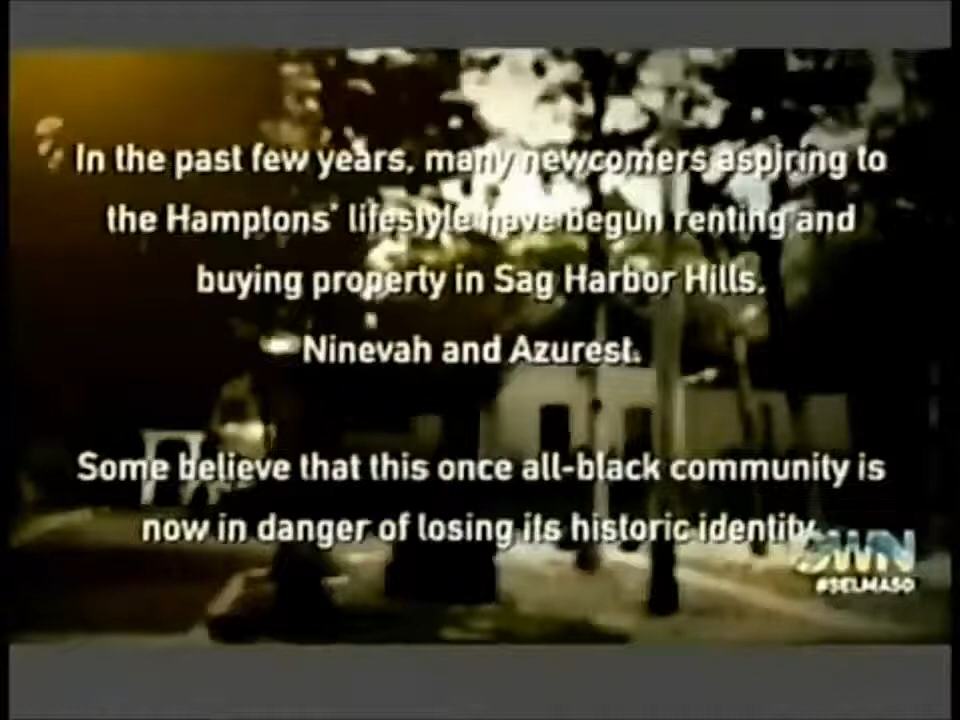 In the past few years, many newcomers aspiring to
the Hamptons' lifestyle have begun renting and
buying property in Sag Harbor Hills,
Ninevah and Azurest.
Some believe that this once all-black community is
now in danger of losing its historic identity.
OWN
#SELMA50